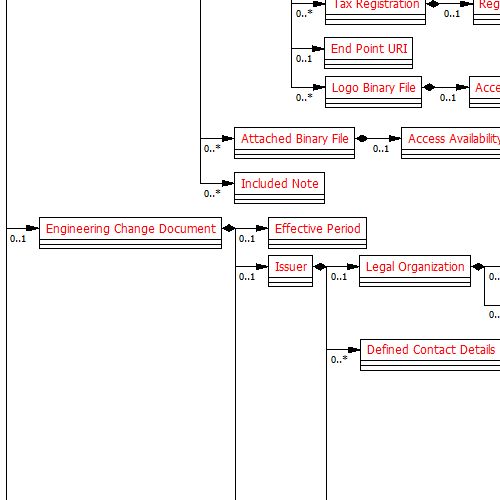 Tax Registration
0..*
0..1
Reg
End Point URI
0..1
Logo Binary File
0..*
0..1
Acce
Attached Binary File
Access Availability
0..*
0..1
Included Note
0..*
Engineering Change Document
Effective Period
0..1
0..1
Issuer
Legal Organization
0..1
0..1
0..
0..
Defined Contact Details
0..*